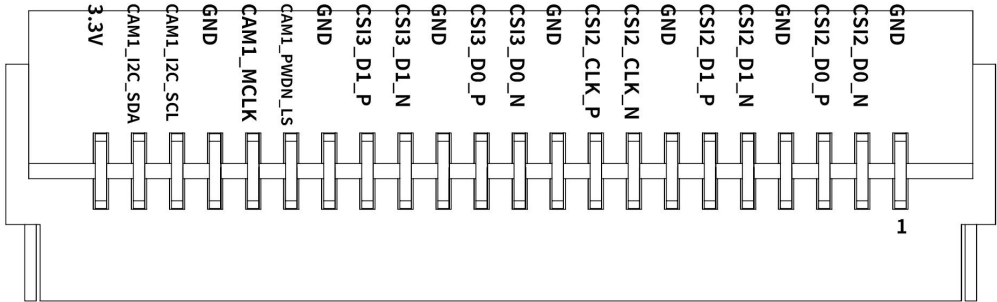 3.3V
CAM1_I2C_SDA
CAM1_I2C_SCL
GND
CAM1_MCLK
CAM1_PWDN_LS
GND
CSI3_D1_P
CSI3_D1_N
GND
CSI3_D0_P
CSI3_D0_N
GND
CSI2_CLK_P
CSI2_CLK_N
GND
CSI2_D1_P
CSI2_D1_N
GND
CSI2_D0_P
CSI2_D0_N
GND
1